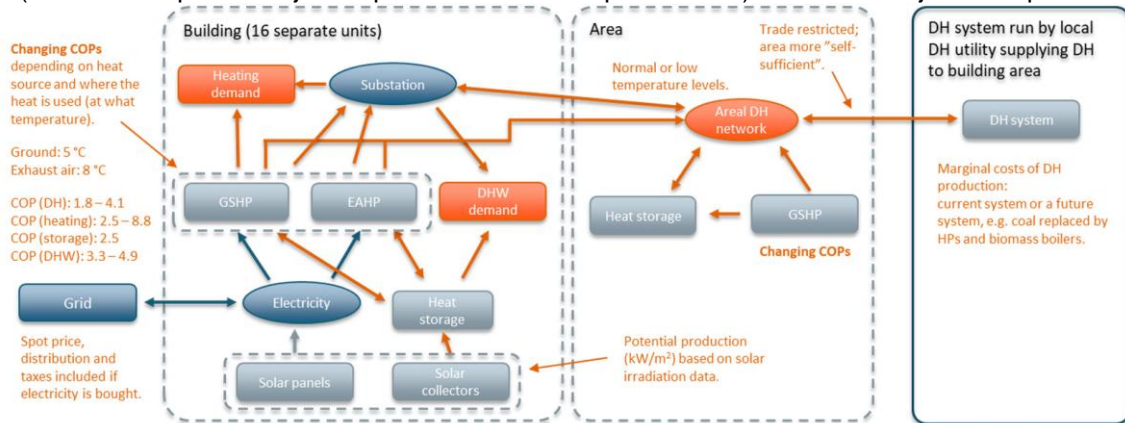 Building (16 separate units)
Area
DH system run by local
DH utility supplying DH
to building area
Changing COPs
depending on heat
source and where the
heat is used (at what
temperature).
Ground: 5 °C
Exhaust air: 8 °C
COP (DH): 1.8 – 4.1
COP (heating): 2.5 – 8.8
COP (storage): 2.5
COP (DHW): 3.3 – 4.9
Heating
demand
Substation
GSHP
EAHP
DHW
demand
Grid
Electricity
Heat
storage
Spot price,
distribution and
taxes included if
electricity is bought.
Solar panels
Solar
collectors
Normal or low
temperature levels.
Trade restricted;
area more "self-
sufficient".
Areal DH
network
Heat storage
GSHP
Changing COPs
Potential production
(kW/m²) based on solar
irradiation data.
DH system
Marginal costs of DH
production:
current system or a future
system, e.g. coal replaced by
HPs and biomass boilers.